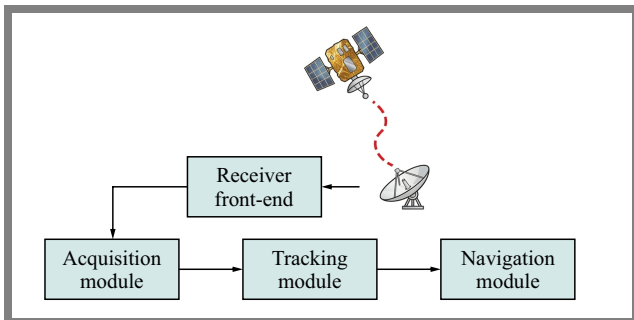 Receiver
front-end
Acquisition
module
Tracking
module
Navigation
module